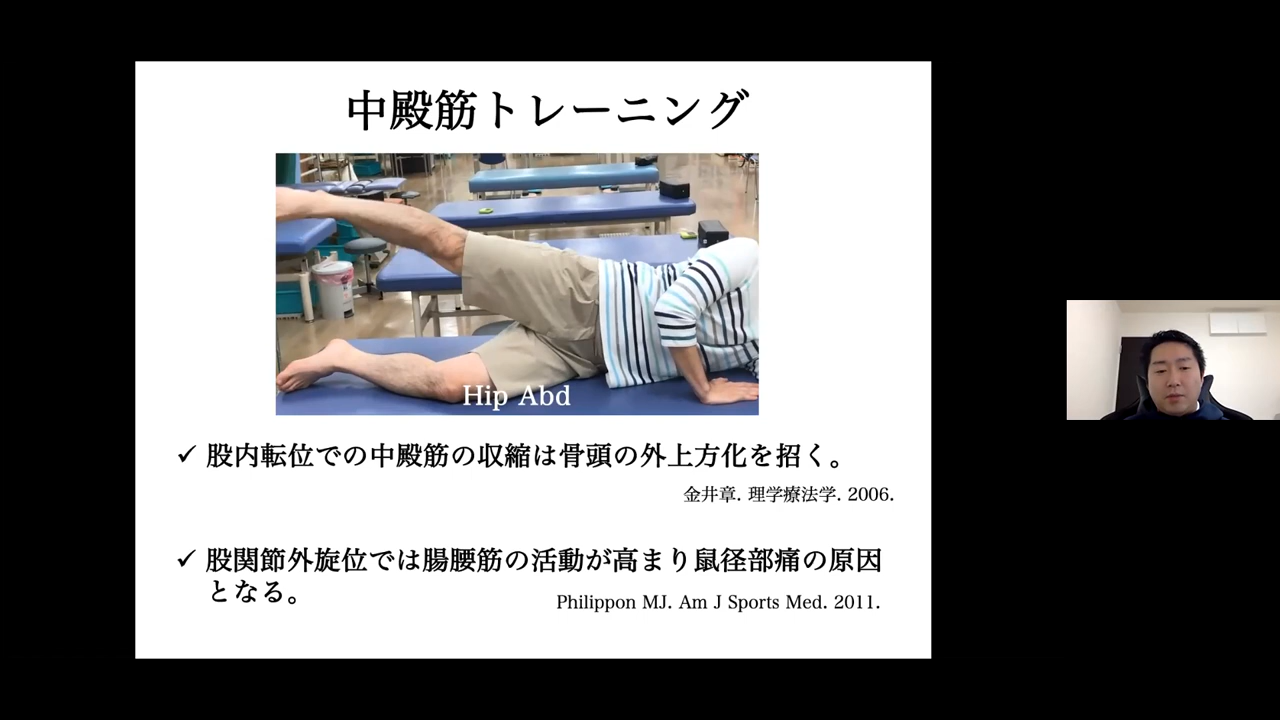 中殿筋トレーニング
Hip Abd
✓ 股内転位での中殿筋の収縮は骨頭の外上方化を招く。
金井章. 理学療法学. 2006.
✓ 股関節外旋位では腸腰筋の活動が高まり鼠径部痛の原因
となる。
Philippon MJ. Am J Sports Med. 2011.